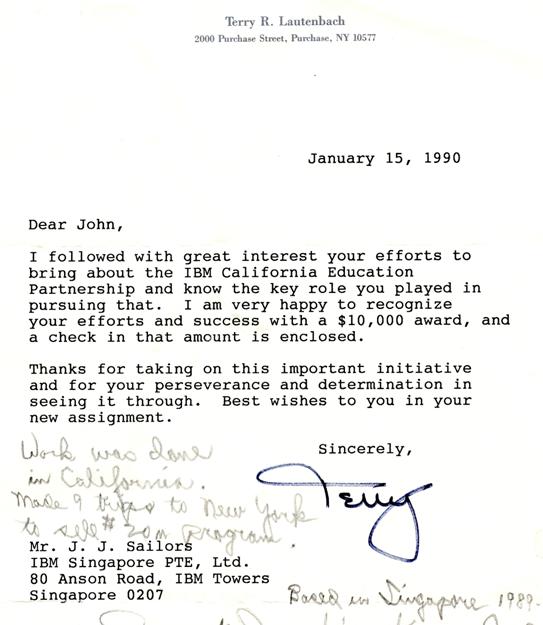 Terry R. Lautenbach
2000 Purchase Street, Purchase, NY 10577
January 15, 1990
Dear John,
I followed with great interest your efforts to
bring about the IBM California Education
Partnership and know the key role you played in
pursuing that.  I am very happy to recognize
your efforts and success with a $10,000 award, and
a check in that amount is enclosed.
Thanks for taking on this important initiative
and for your perseverance and determination in
seeing it through.  Best wishes to you in your
new assignment.
Sincerely,
Terry
Work was done
in California.
Made 9 trips to New York
to sell $20m program.
Mr. J. J. Sailors
IBM Singapore PTE, Ltd.
80 Anson Road, IBM Towers
Singapore 0207
Based in Singapore 1989-